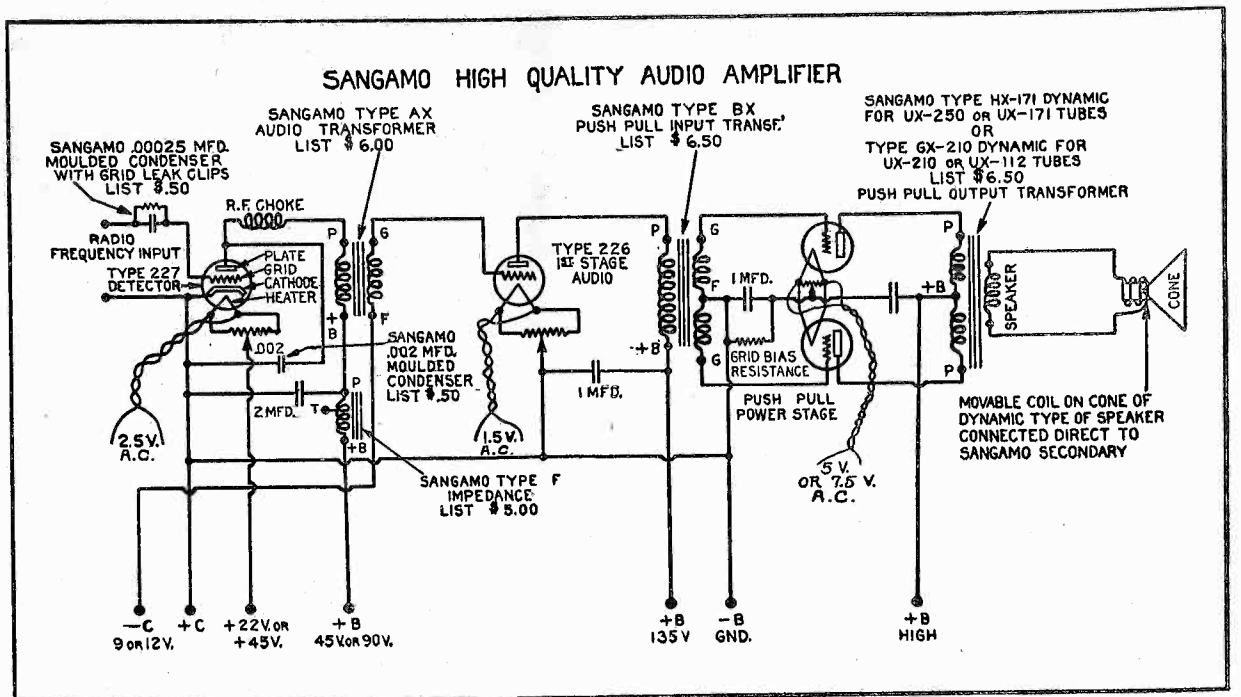 SANGAMO HIGH QUALITY AUDIO AMPLIFIER
SANGAMO .00025 MFD.
MOULDED CONDENSER
WITH GRID LEAK CLIPS
LIST $.50
SANGAMO TYPE AX
AUDIO TRANSFORMER
LIST $6.00
SANGAMO TYPE BX
PUSH PULL INPUT TRANSF.
LIST $6.50
SANGAMO TYPE HX-171 DYNAMIC
FOR UX-250 OR UX-171 TUBES
OR
TYPE GX-210 DYNAMIC FOR
UX-210 OR UX-112 TUBES
LIST $6.50
PUSH PULL OUTPUT TRANSFORMER
R.F. CHOKE
RADIO
FREQUENCY INPUT
TYPE 227
DETECTOR
PLATE
GRID
CATHODE
HEATER
P
G
+
B
F
.002
SANGAMO
.002 MFD.
MOULDED
CONDENSER
LIST $.50
2 MFD.
P
T
+B
2.5 V.
A.C.
SANGAMO TYPE F
IMPEDANCE
LIST $5.00
TYPE 226
1ST STAGE
AUDIO
1.5 V.
A.C.
1 MFD.
P
G
F
+B
G
1 MFD.
GRID BIAS
RESISTANCE
PUSH PULL
POWER STAGE
5 V.
OR 7.5 V.
A.C.
P
+B
P
SPEAKER
CONE
MOVABLE COIL ON CONE OF
DYNAMIC TYPE OF SPEAKER
CONNECTED DIRECT TO
SANGAMO SECONDARY
-C
9 OR 12V.
+C
+22V. OR
+45V.
+B
45V. OR 90V.
+B
135 V
-B
GND.
+B
HIGH